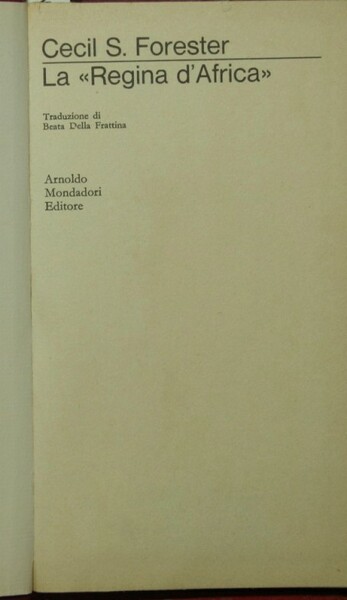 Cecil S. Forester
La «Regina d'Africa»
Traduzione di
Beata Della Frattina
Arnoldo
Mondadori
Editore